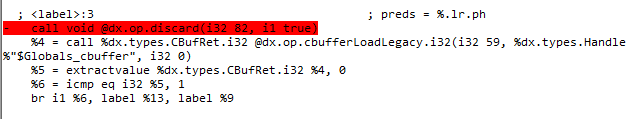 ; <label>:3                                       ; preds = %.lr.ph
-   call void @dx.op.discard(i32 82, i1 true)
%4 = call %dx.types.CBufRet.i32 @dx.op.cbufferLoadLegacy.i32(i32 59, %dx.types.Handle
%"$Globals_cbuffer", i32 0)
%5 = extractvalue %dx.types.CBufRet.i32 %4, 0
%6 = icmp eq i32 %5, 1
br i1 %6, label %13, label %9